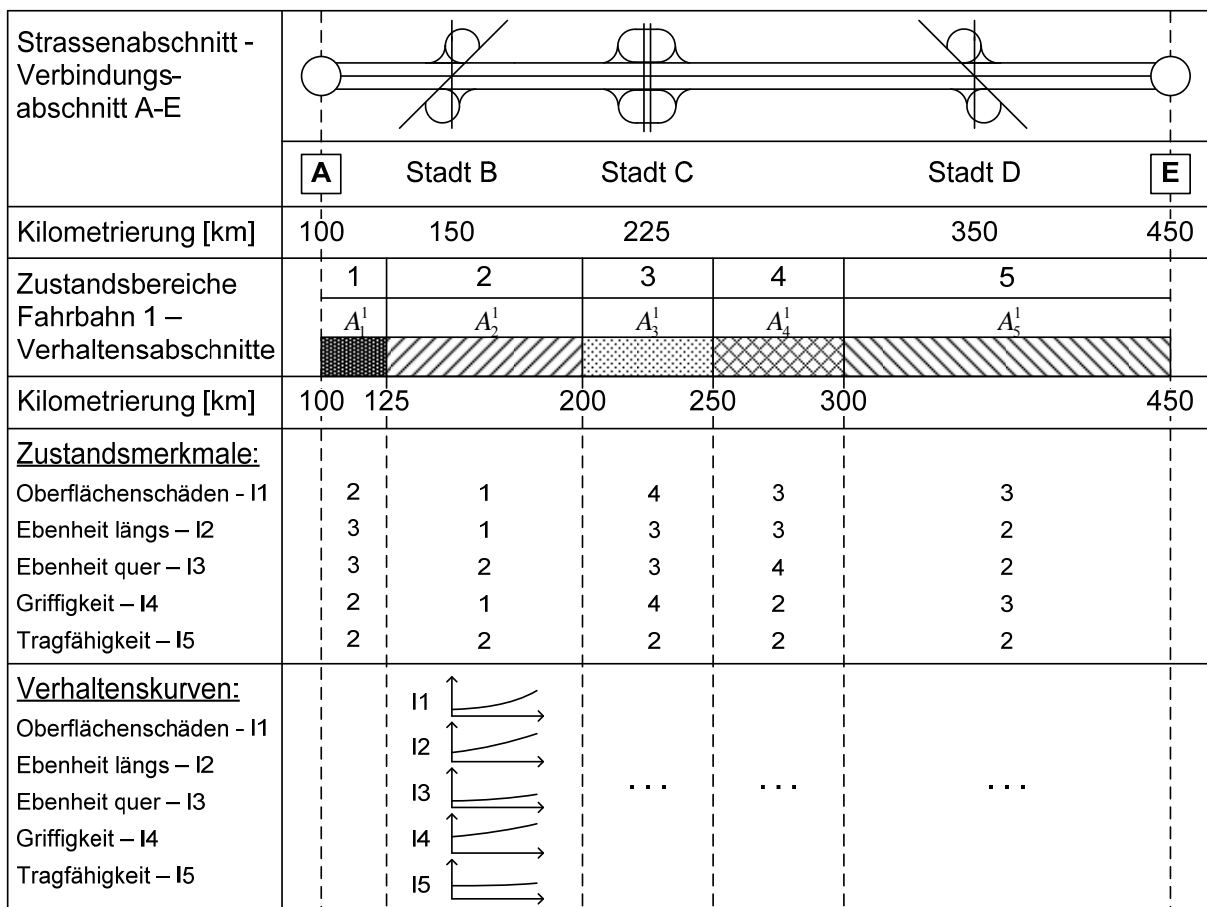 Strassenabschnitt -
Verbindungs-
abschnitt A-E
A Stadt B Stadt C Stadt D E
Kilometrierung [km] 100 150 225 350 450
Zustandsbereiche
Fahrbahn 1 –
Verhaltensabschnitte
1 2 3 4 5
A₁¹ A₂¹ A₃¹ A₄¹ A₅¹
Kilometrierung [km] 100 125 200 250 300 450
Zustandsmerkmale:
Oberflächenschäden - I1 2 1 4 3 3
Ebenheit längs – I2 3 1 3 3 2
Ebenheit quer – I3 3 2 3 4 2
Griffigkeit – I4 2 1 4 2 3
Tragfähigkeit – I5 2 2 2 2 2
Verhaltenskurven:
Oberflächenschäden - I1
Ebenheit längs – I2
Ebenheit quer – I3
Griffigkeit – I4
Tragfähigkeit – I5
I1
I2
I3 ... ... ...
I4
I5